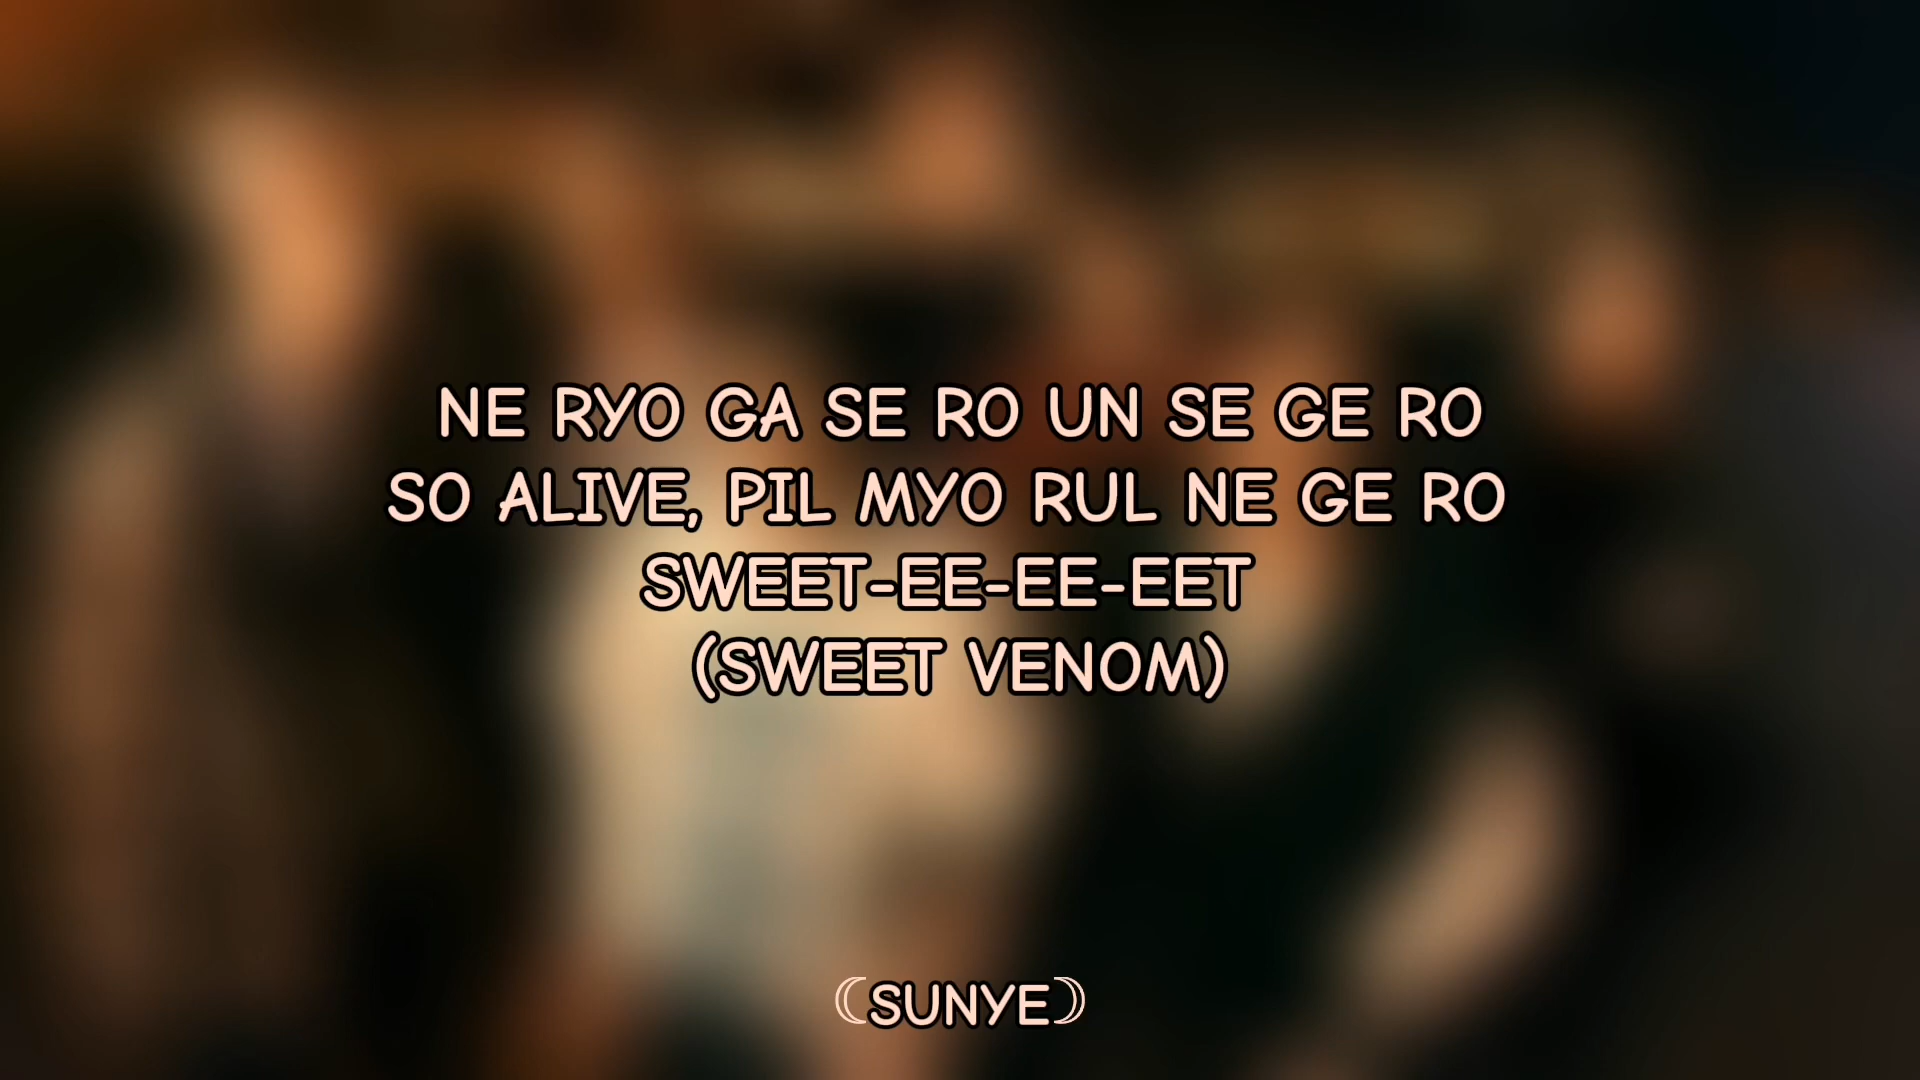 NE RYO GA SE RO UN SE GE RO
SO ALIVE, PIL MYO RUL NE GE RO
SWEET-EE-EE-EET
(SWEET VENOM)
☾SUNYE☽